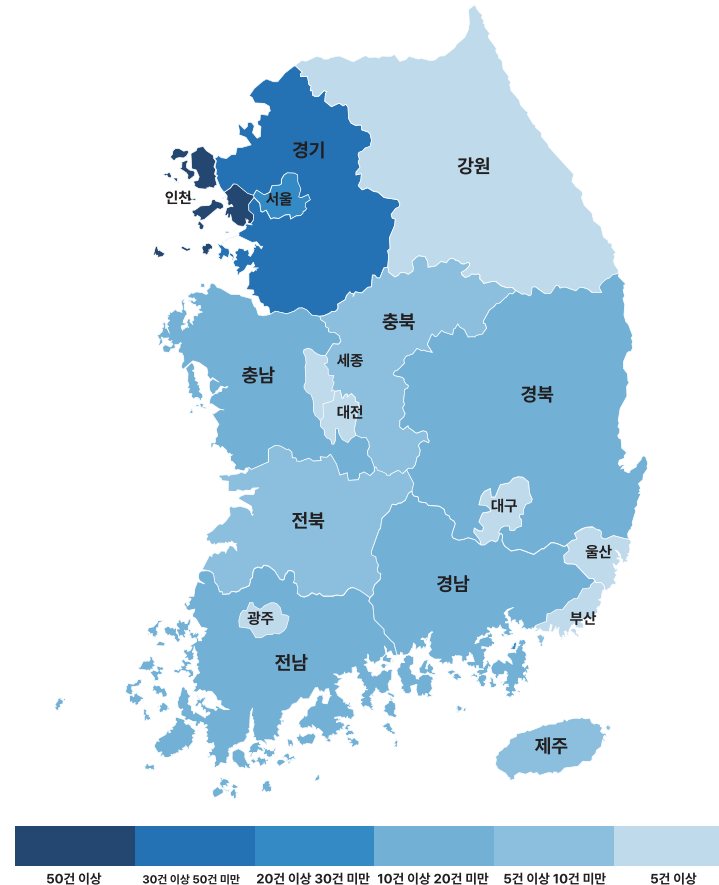 경기
강원
인천
서울
충북
세종
충남
경북
대전
대구
전북
울산
경남
광주
부산
전남
제주
50건 이상
30건 이상 50건 미만
20건 이상 30건 미만
10건 이상 20건 미만
5건 이상 10건 미만
5건 이상